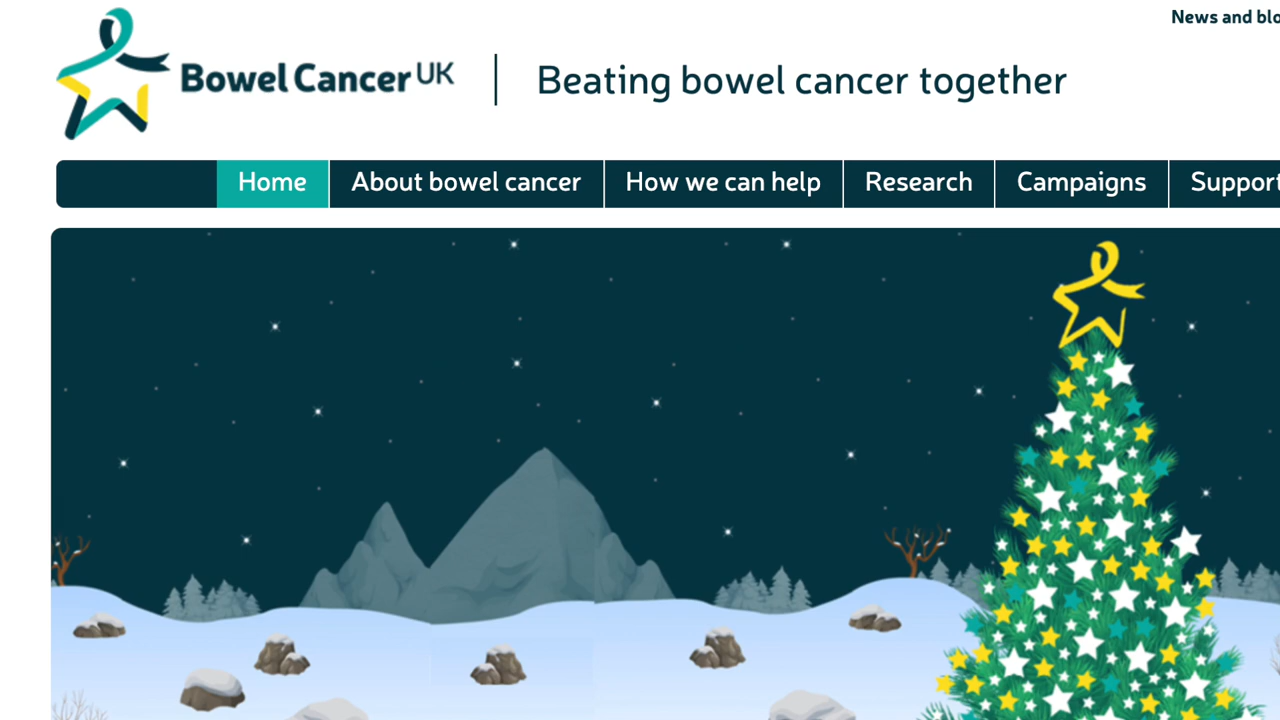 News and blo
Bowel Cancer UK
Beating bowel cancer together
Home
About bowel cancer
How we can help
Research
Campaigns
Support